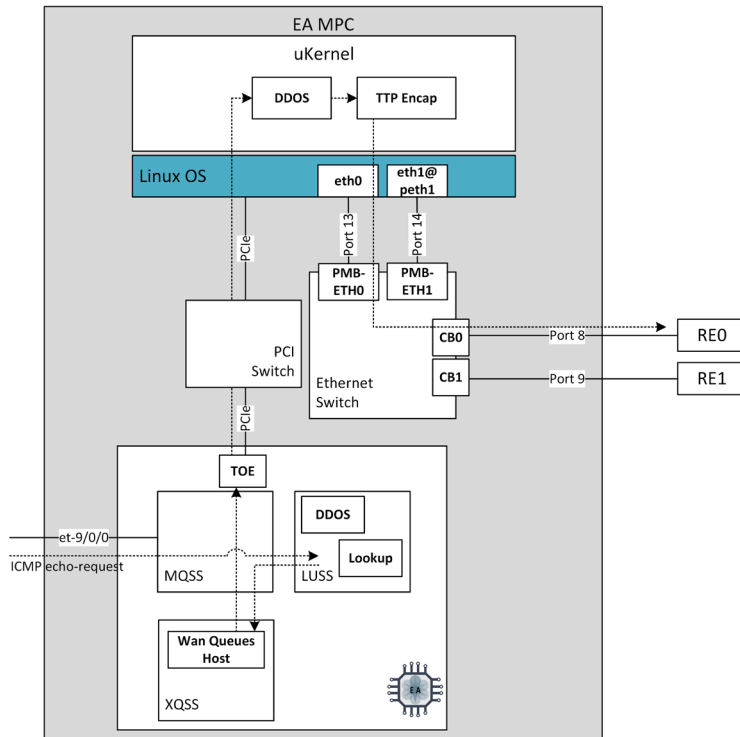 EA MPC
uKernel
DDOS
TTP Encap
Linux OS
eth0
eth1@
peth1
PCIe
Port 13
Port 14
PMB-
ETH0
PMB-
ETH1
PCI
Switch
CB0
CB1
Ethernet
Switch
Port 8
Port 9
RE0
RE1
PCIe
TOE
et-9/0/0
ICMP echo-request
MQSS
DDOS
Lookup
LUSS
Wan Queues
Host
XQSS
EA